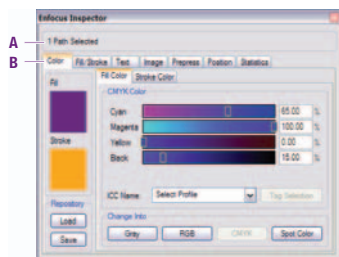 Enfocus Inspector
A
1 Path Selected
B
Color Fill/Stroke Text Image Prepress Position Statistics
Fill
Fill Color Stroke Color
CMYK Color
Cyan 65.00 %
Magenta 100.00 %
Yellow 0.00 %
Black 15.00 %
Stroke
ICC Name: Select Profile Tag Selection
Repository
Load
Save
Change Into
Gray RGB CMYK Spot Color